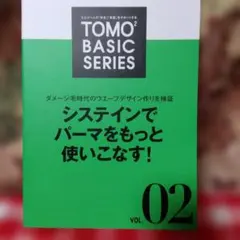 TOMO²
BASIC
SERIES
ダメージ毛時代のウエーブデザイン作りを検証
システインで
パーマをもっと
使いこなす!
VOL 02